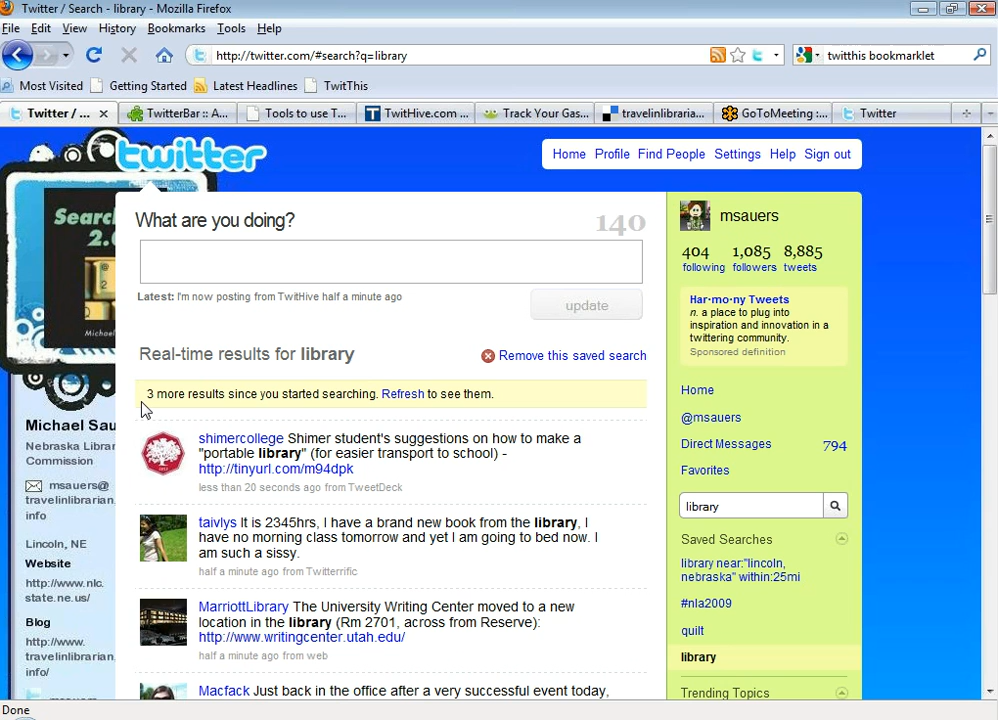 Twitter / Search - library - Mozilla Firefox
File Edit View History Bookmarks Tools Help
http://twitter.com/#search?q=library
twitthis bookmarklet
Most Visited Getting Started Latest Headlines TwitThis
Twitter / ... TwitterBar :: A... Tools to use T... TwitHive.com ... Track Your Gas... travelinlibraria... GoToMeeting :... Twitter
twitter
Home Profile Find People Settings Help Sign out
Search
2.
Michael
What are you doing?
140
Latest: I'm now posting from TwitHive half a minute ago
update
Real-time results for library
Remove this saved search
3 more results since you started searching. Refresh to see them.
shimercollege Shimer student's suggestions on how to make a
"portable library" (for easier transport to school) -
http://tinyurl.com/m94dpk
less than 20 seconds ago from TweetDeck
taivlys It is 2345hrs, I have a brand new book from the library, I
have no morning class tomorrow and yet I am going to bed now. I
am such a sissy.
half a minute ago from Twitterrific
MarriottLibrary The University Writing Center moved to a new
location in the library (Rm 2701, across from Reserve):
http://www.writingcenter.utah.edu/
half a minute ago from web
Macfack Just back in the office after a very successful event today,
Michael Sau
Nebraska Librar
Commission
msauers@
travelinlibrarian.
info
Lincoln, NE
Website
http://www.nlc.
state.ne.us/
Blog
http://www.
travelinlibrarian.
info/
msauers
404 1,085 8,885
following followers tweets
Har·mo·ny Tweets
n. a place to plug into
inspiration and innovation in a
twittering community.
Sponsored definition
Home
@msauers
Direct Messages 794
Favorites
library
Saved Searches
library near:"lincoln,
nebraska" within:25mi
#nla2009
quilt
library
Trending Topics
Done